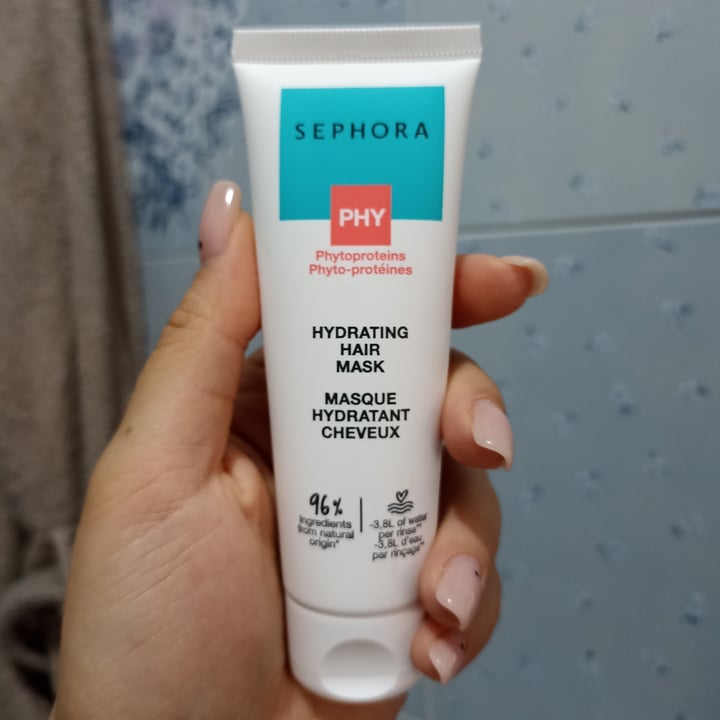 SEPHORA
PHY
Phytoproteins
Phyto-protéines
HYDRATING
HAIR
MASK
MASQUE
HYDRATANT
CHEVEUX
96%
ingredients
from natural
origin*
-3,8L of water
per rinse**
-3,8L d'eau
par rinçage**